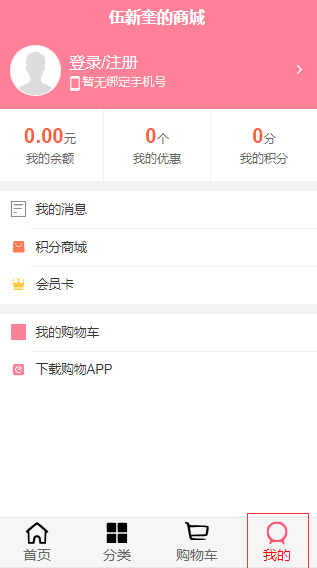 伍新奎的商城
登录/注册
暂无绑定手机号
0.00元 0个 0分
我的余额 我的优惠 我的积分
我的消息
积分商城
会员卡
我的购物车
下载购物APP
首页 分类 购物车 我的